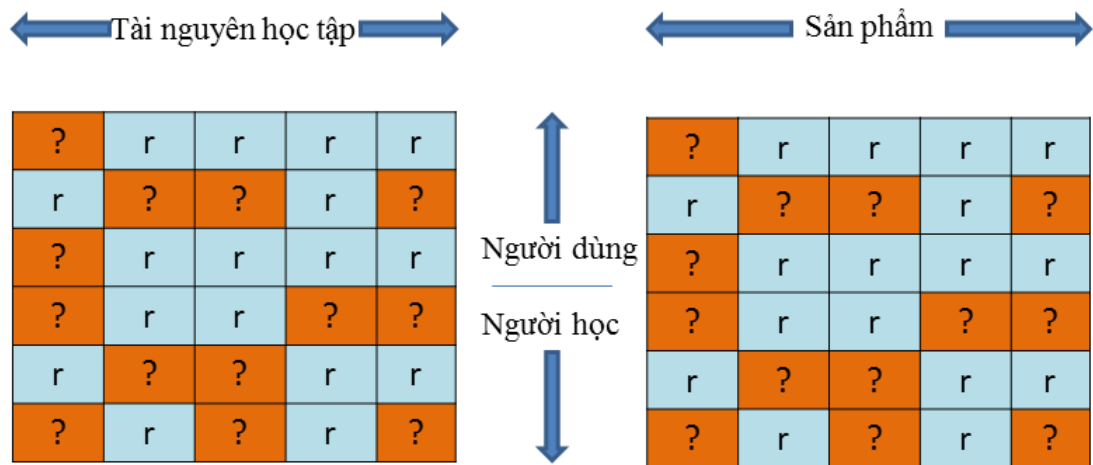 Tài nguyên học tập
Sản phẩm
? r r r r
r ? ? r ?
? r r r r
? r r ? ?
r ? ? r r
? r ? r ?
Người dùng
Người học
? r r r r
r ? ? r ?
? r r r r
? r r ? ?
r ? ? r r
? r ? r ?